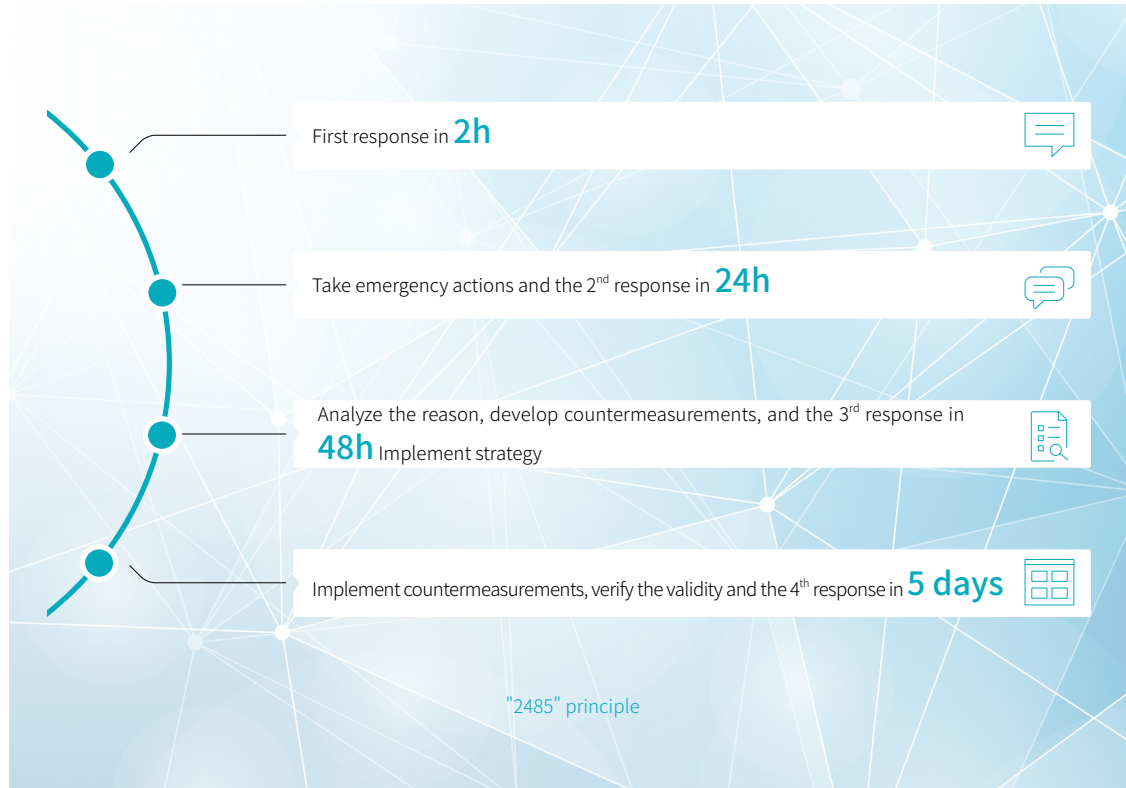 First response in 2h
Take emergency actions and the 2nd response in 24h
Analyze the reason, develop countermeasurements, and the 3rd response in
48h Implement strategy
Implement countermeasurements, verify the validity and the 4th response in 5 days
"2485" principle